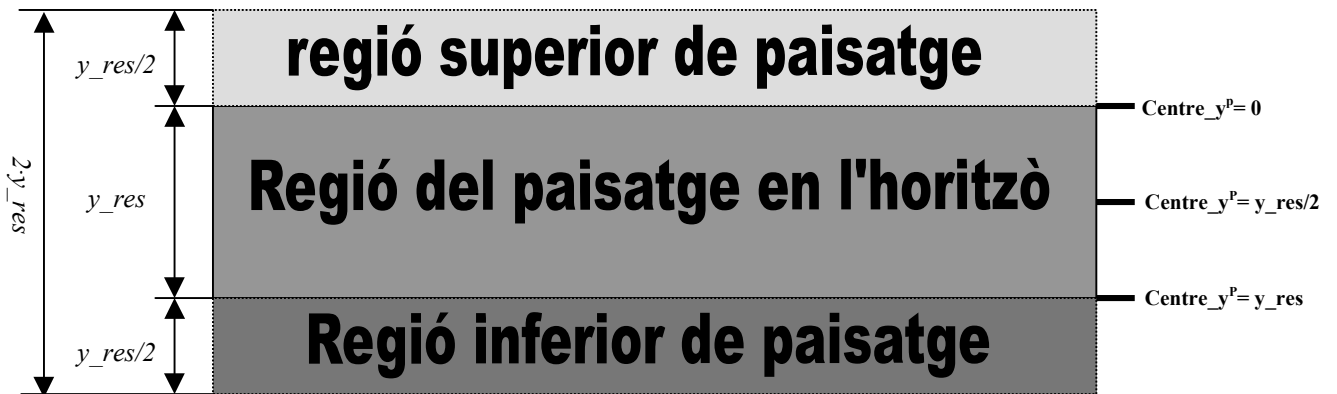 y_res/2
regió superior de paisatge
Centre_yᵖ= 0
2·y_res
y_res
Regió del paisatge en l'horitzò
Centre_yᵖ= y_res/2
Centre_yᵖ= y_res
y_res/2
Regió inferior de paisatge